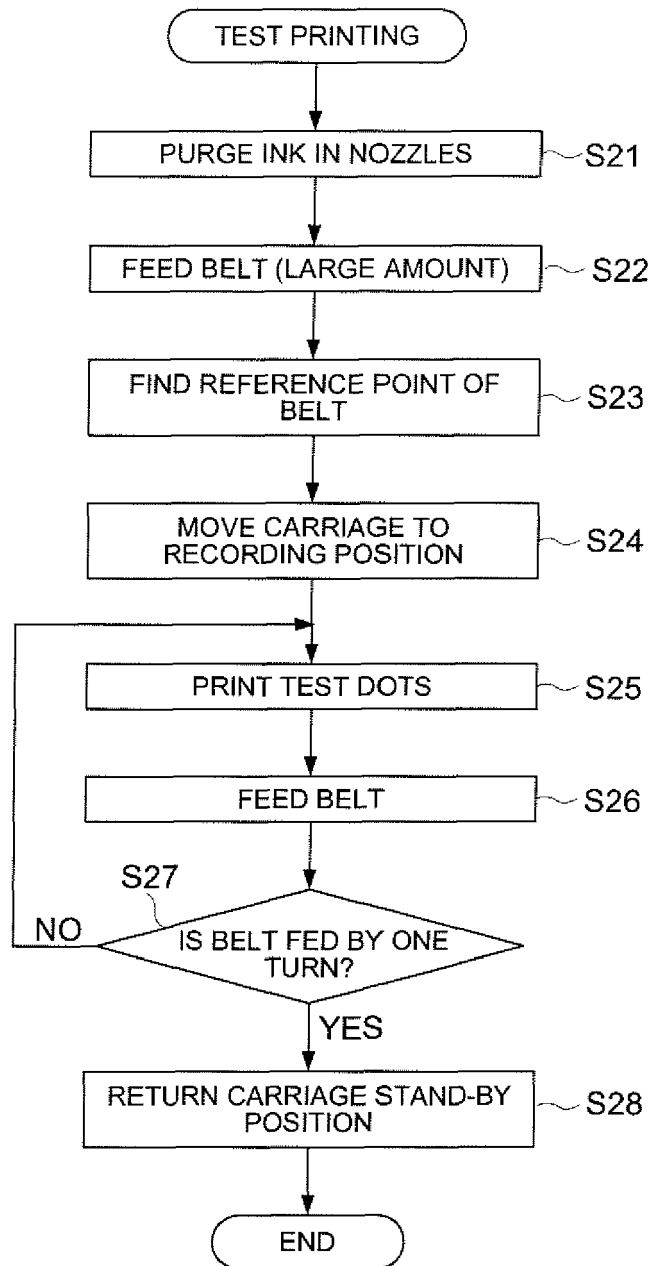 TEST PRINTING
PURGE INK IN NOZZLES
S21
FEED BELT (LARGE AMOUNT)
S22
FIND REFERENCE POINT OF
BELT
S23
MOVE CARRIAGE TO
RECORDING POSITION
S24
PRINT TEST DOTS
S25
FEED BELT
S26
S27
NO
IS BELT FED BY ONE
TURN?
YES
RETURN CARRIAGE STAND-BY
POSITION
S28
END